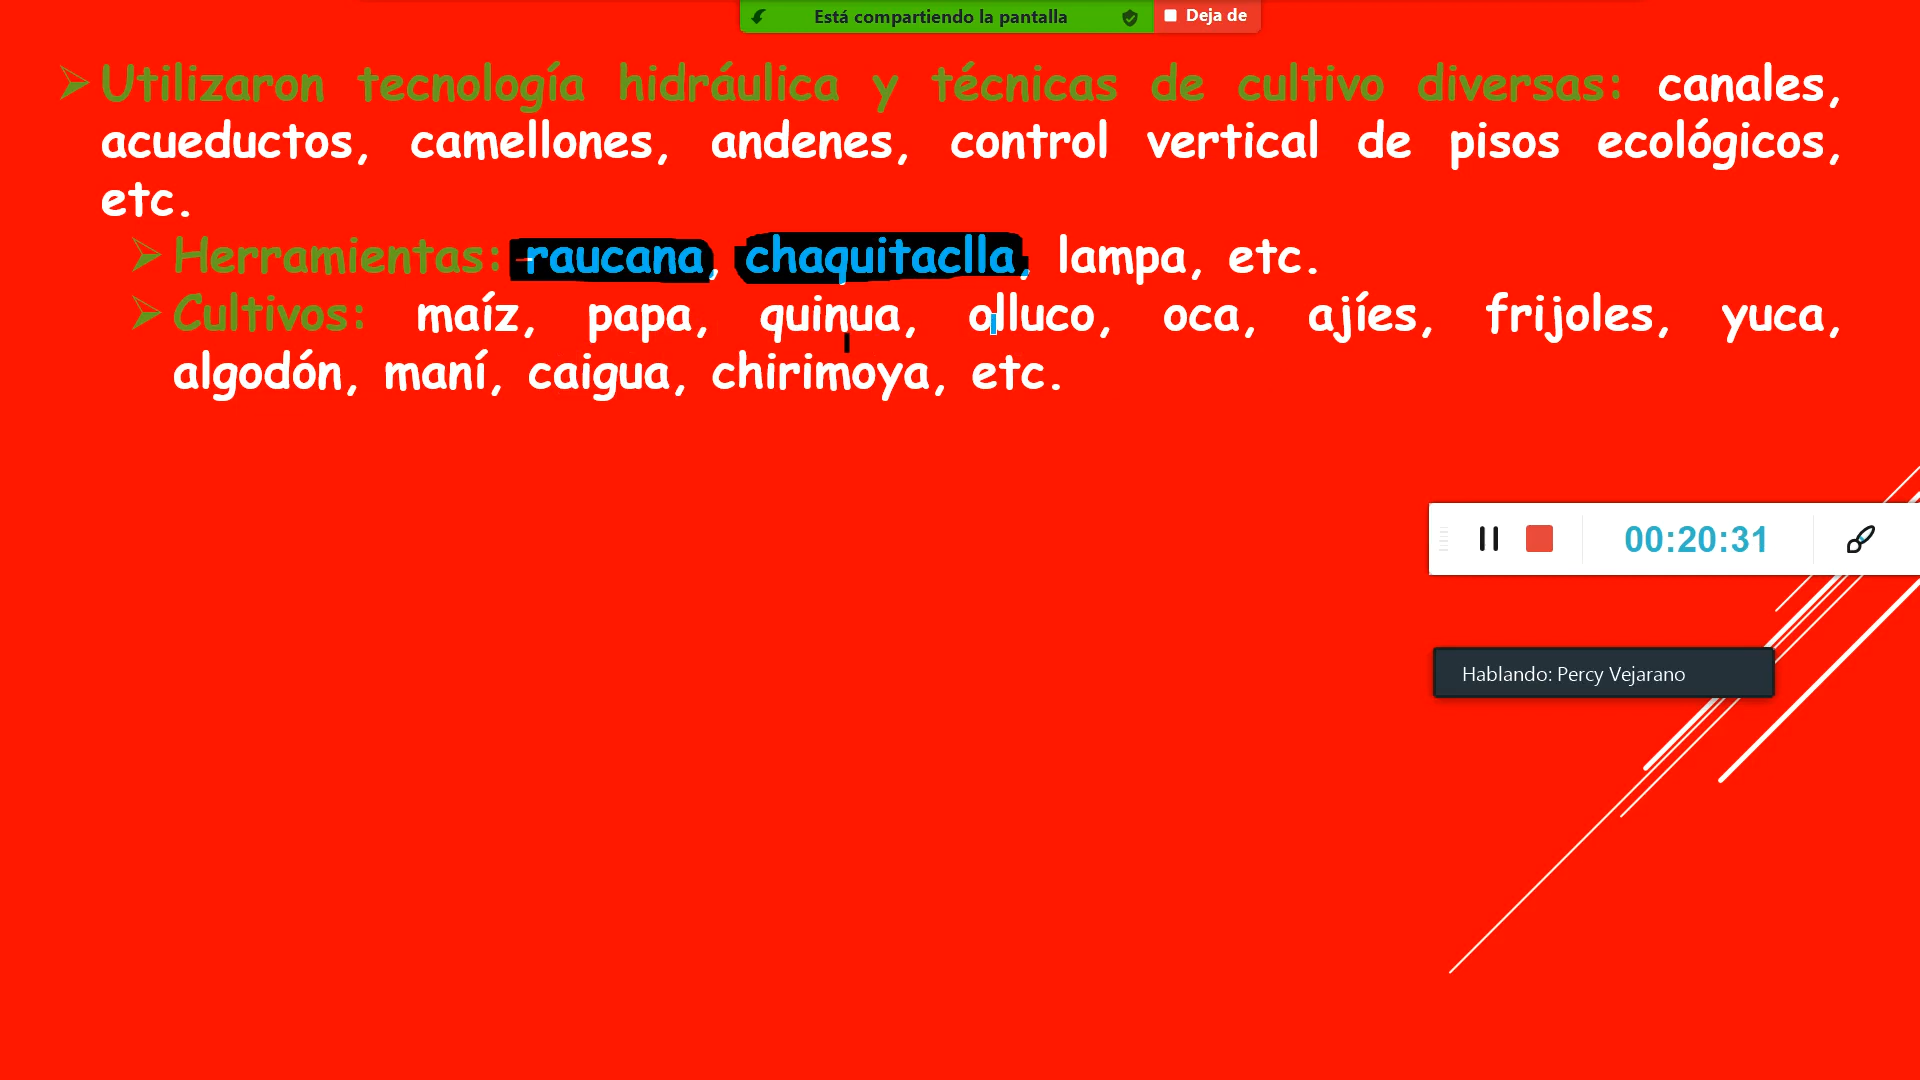 Está compartiendo la pantalla
Deja de
Utilizaron tecnología hidráulica y técnicas de cultivo diversas: canales,
acueductos, camellones, andenes, control vertical de pisos ecológicos,
etc.
Herramientas: raucana, chaquitaclla, lampa, etc.
Cultivos: maíz, papa, quinua, olluco, oca, ajíes, frijoles, yuca,
algodón, maní, caigua, chirimoya, etc.
00:20:31
Hablando: Percy Vejarano